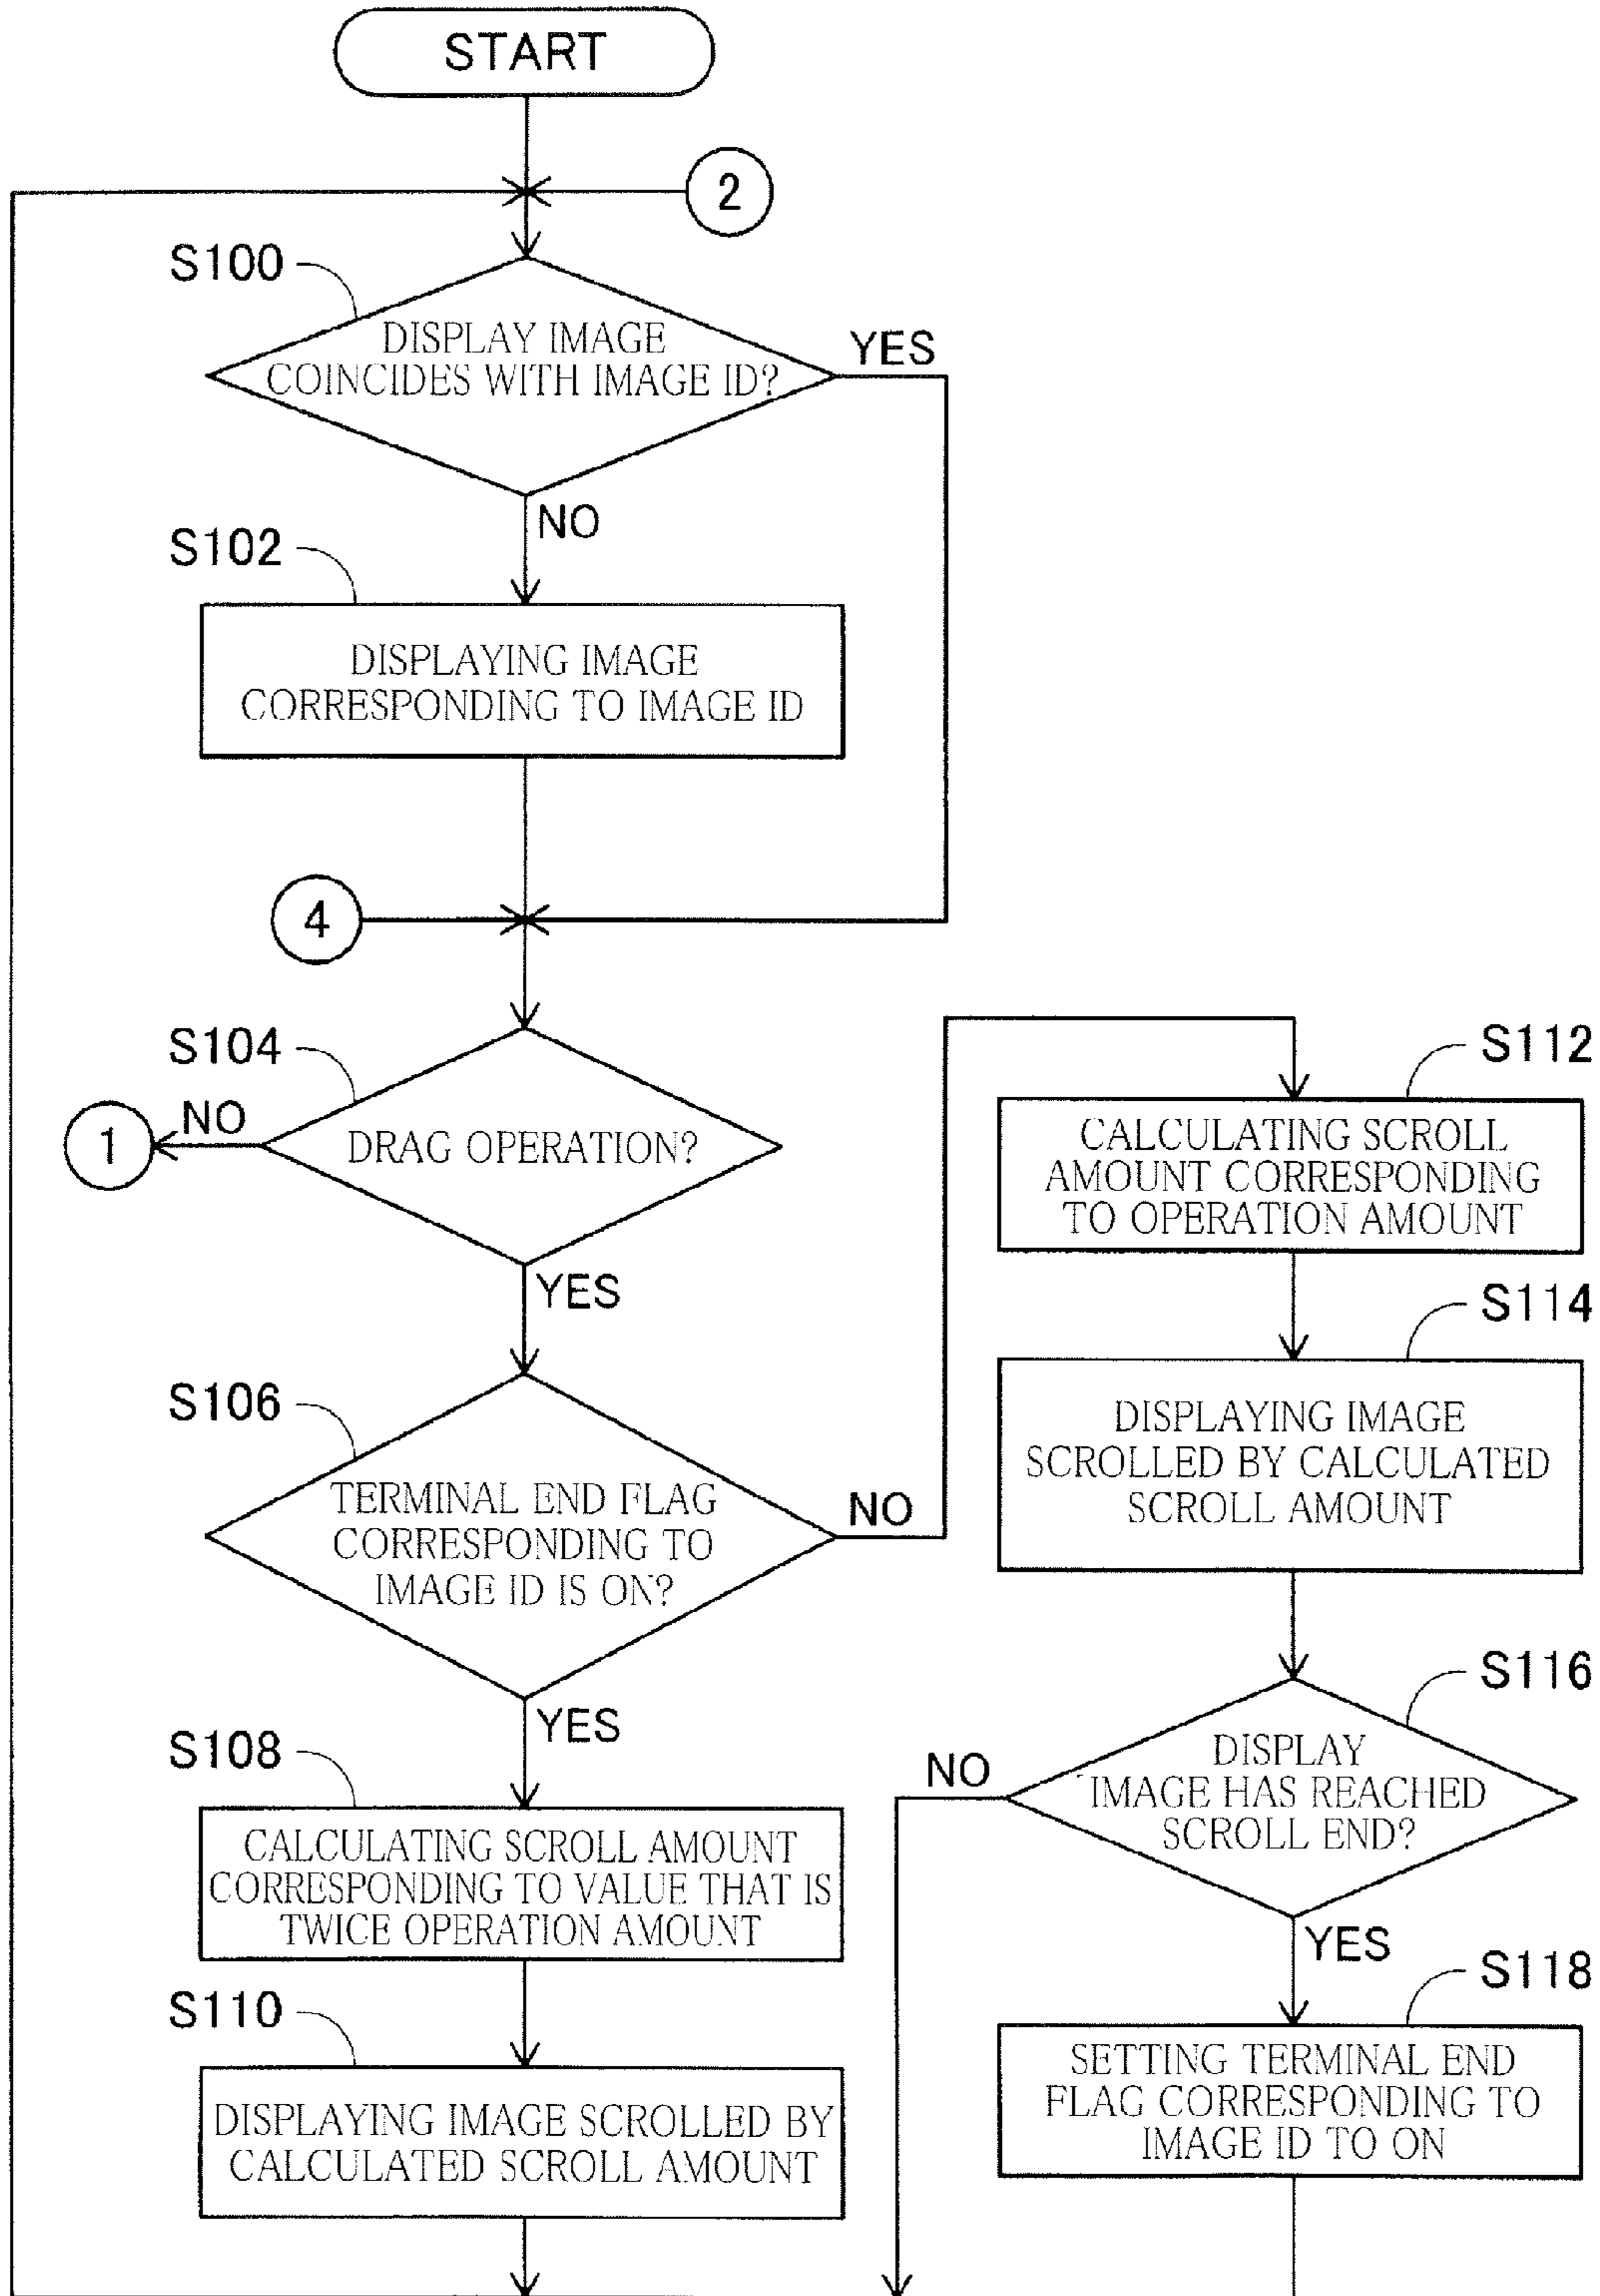 START
2
S100
DISPLAY IMAGE
COINCIDES WITH IMAGE ID?
YES
NO
S102
DISPLAYING IMAGE
CORRESPONDING TO IMAGE ID
4
S104
DRAG OPERATION?
NO
1
YES
S106
TERMINAL END FLAG
CORRESPONDING TO
IMAGE ID IS ON?
NO
YES
S108
CALCULATING SCROLL AMOUNT
CORRESPONDING TO VALUE THAT IS
TWICE OPERATION AMOUNT
S110
DISPLAYING IMAGE SCROLLED BY
CALCULATED SCROLL AMOUNT
S112
CALCULATING SCROLL
AMOUNT CORRESPONDING
TO OPERATION AMOUNT
S114
DISPLAYING IMAGE
SCROLLED BY CALCULATED
SCROLL AMOUNT
S116
DISPLAY
IMAGE HAS REACHED
SCROLL END?
NO
YES
S118
SETTING TERMINAL END
FLAG CORRESPONDING TO
IMAGE ID TO ON